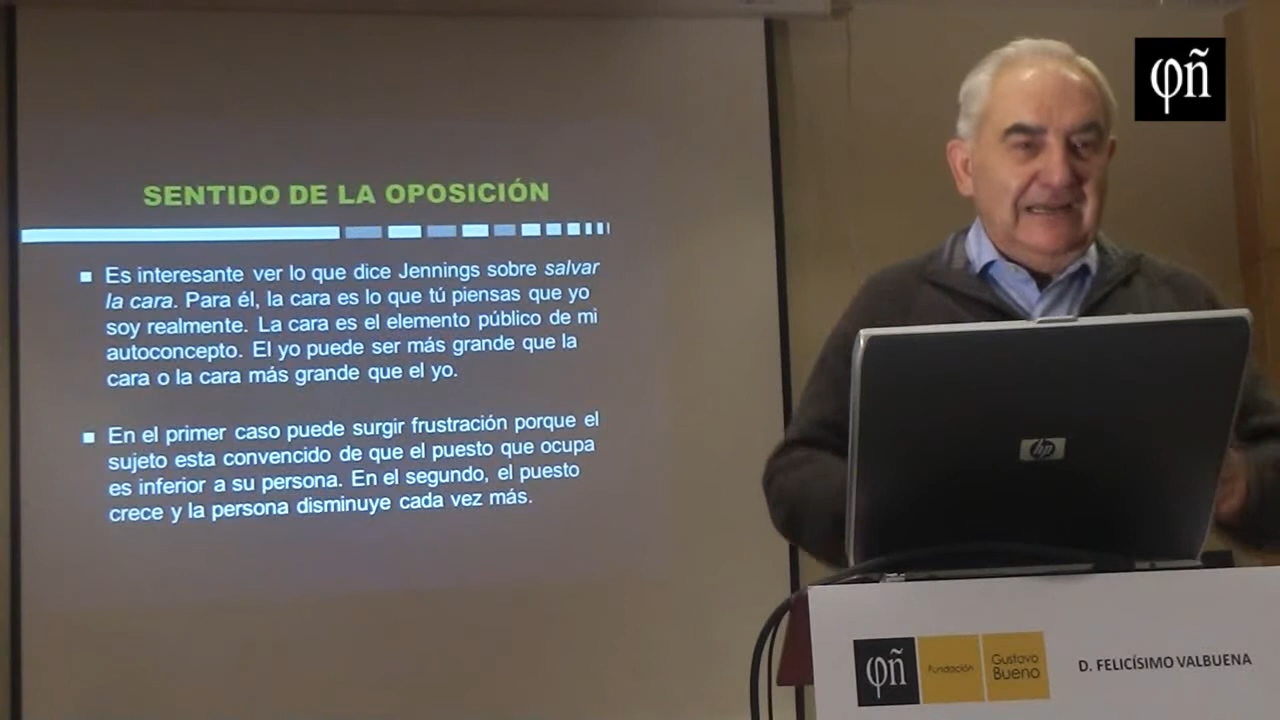 φñ
SENTIDO DE LA OPOSICIÓN
Es interesante ver lo que dice Jennings sobre salvar
la cara. Para él, la cara es lo que tú piensas que yo
soy realmente. La cara es el elemento público de mi
autoconcepto. El yo puede ser más grande que la
cara o la cara más grande que el yo.
En el primer caso puede surgir frustración porque el
sujeto esta convencido de que el puesto que ocupa
es inferior a su persona. En el segundo, el puesto
crece y la persona disminuye cada vez más.
hp
φñ
Fundación
Gustavo
Bueno
D. FELICÍSIMO VALBUENA